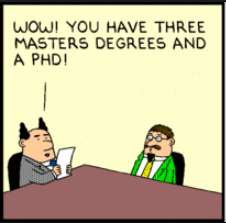 WOW! YOU HAVE THREE
MASTERS DEGREES AND
A PHD!